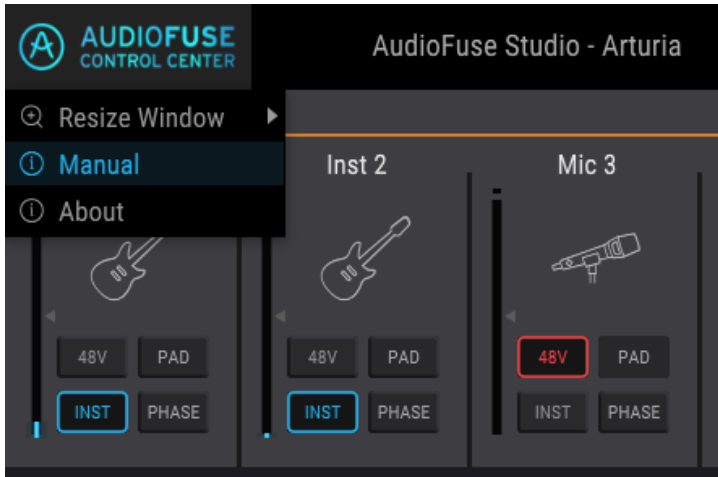 AUDIOFUSE
CONTROL CENTER
AudioFuse Studio - Arturia
Resize Window
Manual
About
Inst 2
Mic 3
48V PAD
INST PHASE
48V PAD
INST PHASE
48V PAD
INST PHASE